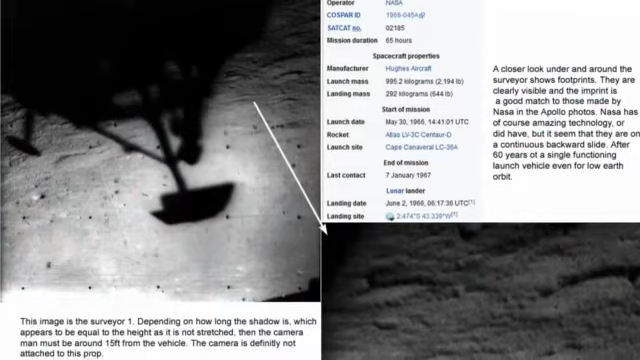 Operator NASA
COSPAR ID 1966-045A
SATCAT no. 02185
Mission duration 65 hours
Spacecraft properties
Manufacturer Hughes Aircraft
Launch mass 995.2 kilograms (2,194 lb)
Landing mass 292 kilograms (644 lb)
Start of mission
Launch date May 30, 1966, 14:41:01 UTC
Rocket Atlas LV-3C Centaur-D
Launch site Cape Canaveral LC-36A
End of mission
Last contact 7 January 1967
Lunar lander
Landing date June 2, 1966, 06:17:36 UTC[1]
Landing site 2.474°S 43.339°W[1]
A closer look under and around the
surveyor shows footprints. They are
clearly visible and the imprint is
a good match to those made by
Nasa in the Apollo photos. Nasa has
of course amazing technology, or
did have, but it seem that they are on
a continuous backward slide. After
60 years ot a single functioning
launch vehicle even for low earth
orbit.
This image is the surveyor 1. Depending on how long the shadow is, which
appears to be equal to the height as it is not stretched, then the camera
man must be around 15ft from the vehicle. The camera is definitly not
attached to this prop.